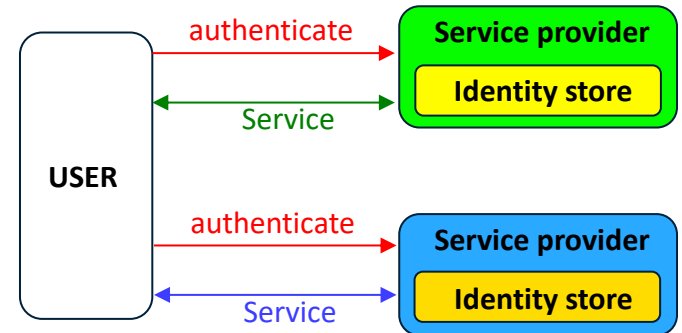 authenticate
Service provider
Identity store
Service
USER
authenticate
Service provider
Identity store
Service